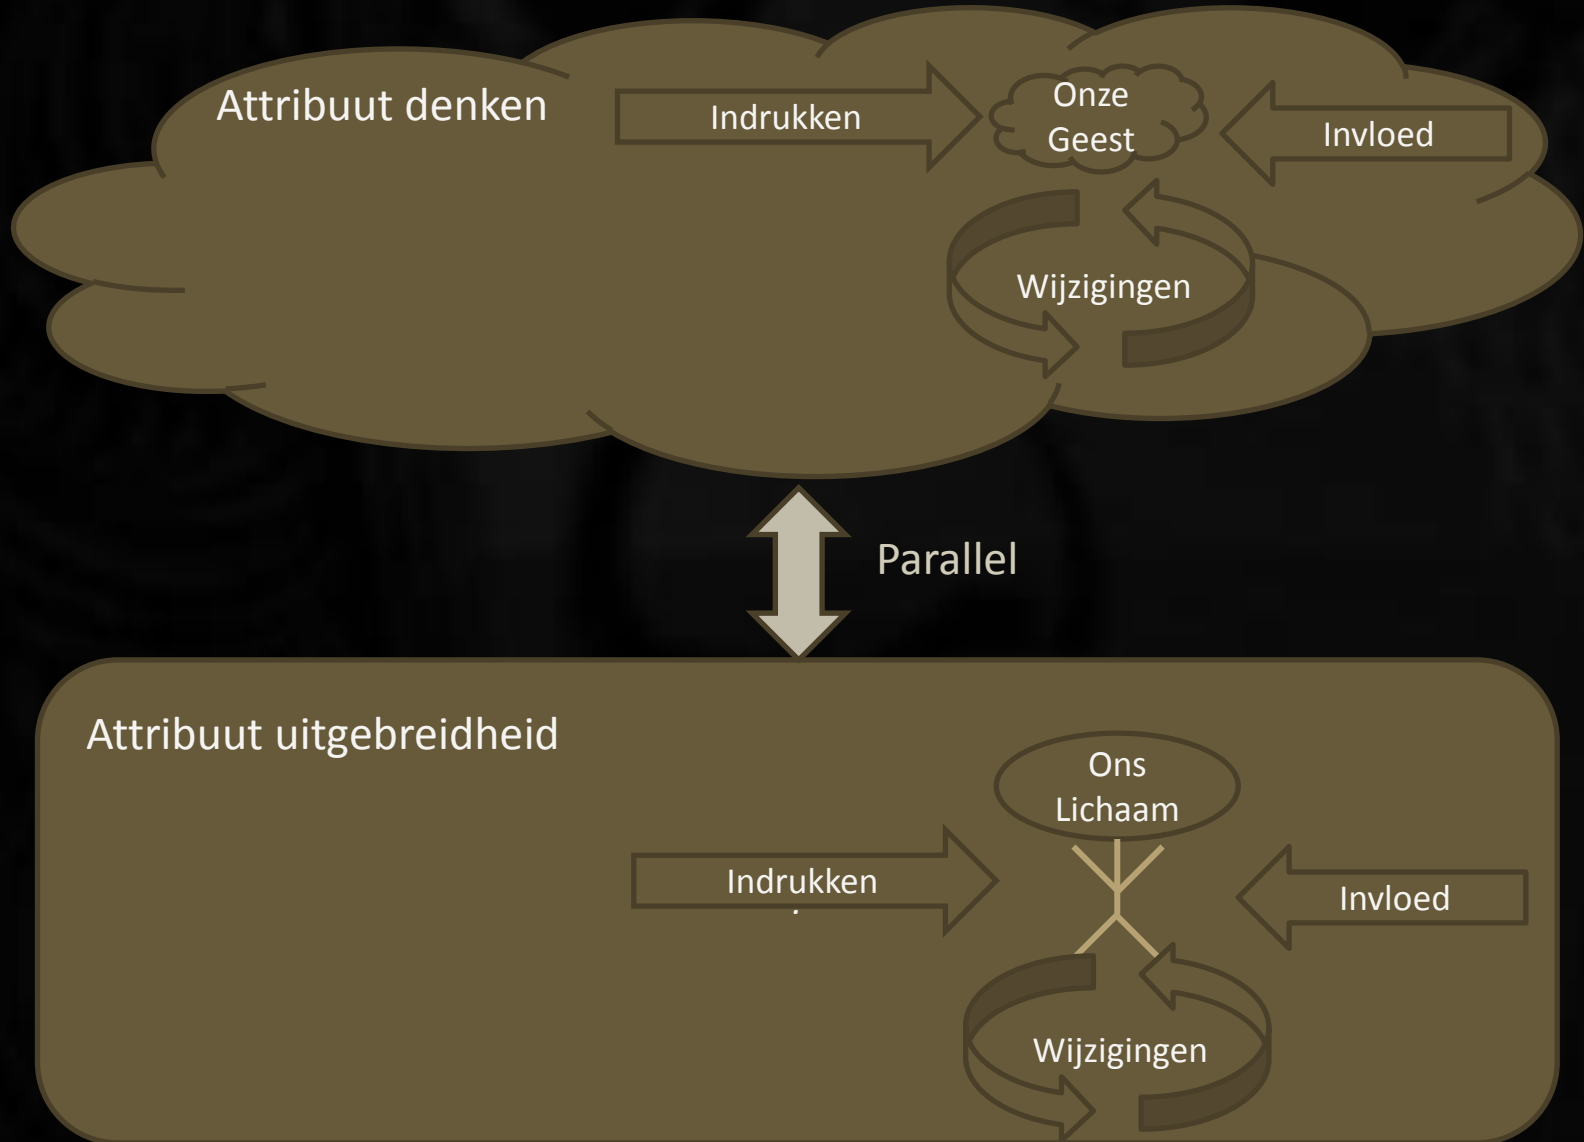 Attribuut denken
Indrukken
Onze
Geest
Invloed
Wijzigingen
Parallel
Attribuut uitgebreidheid
Ons
Lichaam
Indrukken
.
Invloed
Wijzigingen